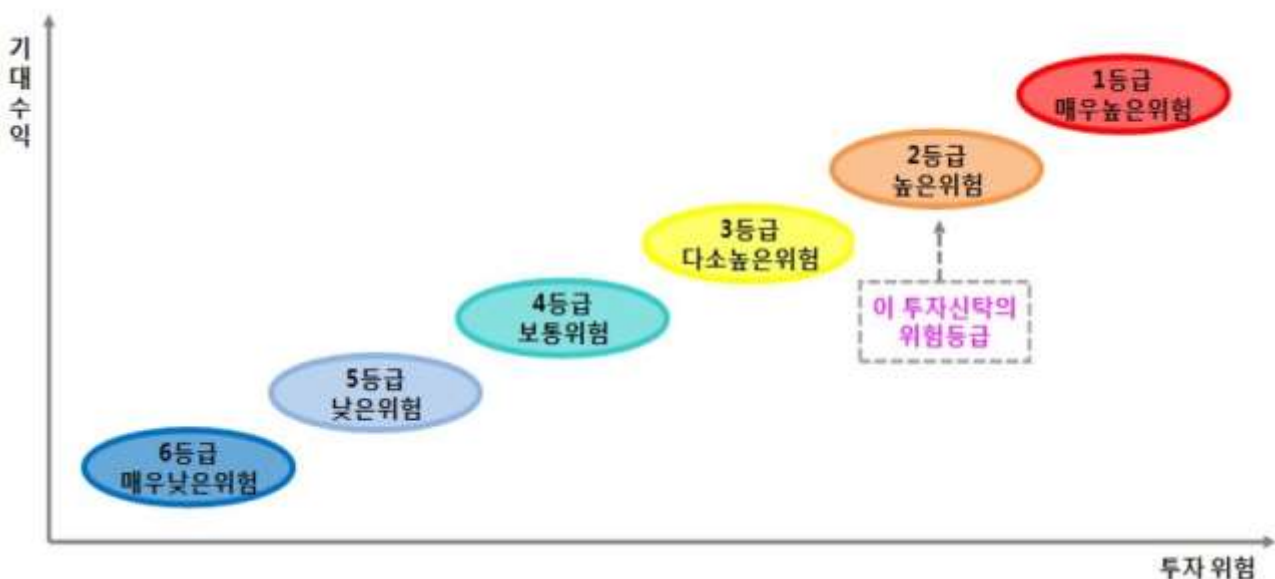 기대수익
1등급
매우높은위험
2등급
높은위험
3등급
다소높은위험
이 투자신탁의
위험등급
4등급
보통위험
5등급
낮은위험
6등급
매우낮은위험
투자 위험